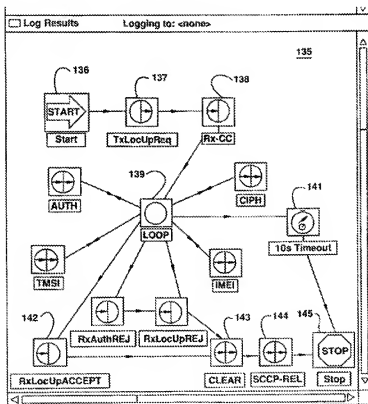 Log Results Logging to: <none>
135
136 137 138
START
Start TxLocUpReq Rx-CC
139
AUTH CIPH 141
LOOP
10s Timeout
TMSI IMEI
142 RxAuthREJ RxLocUpREJ 143 144 145
STOP
RxLocUpACCEPT CLEAR SCCP-REL Stop